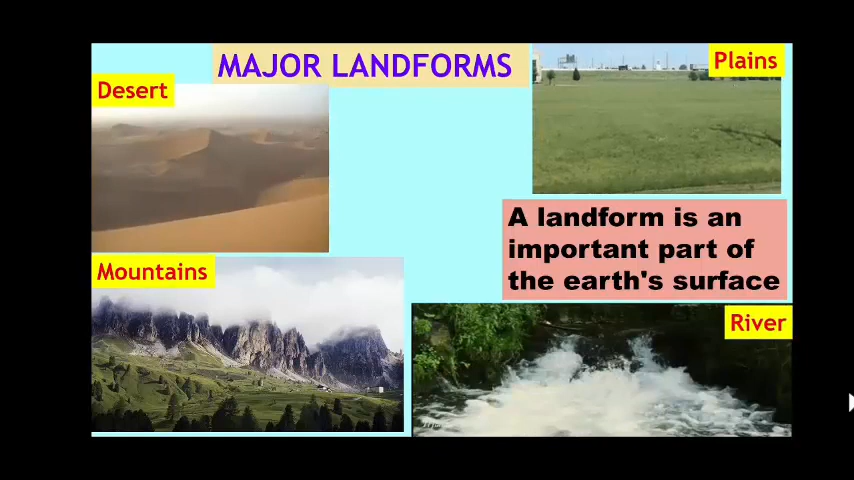 MAJOR LANDFORMS
Plains
Desert
A landform is an
important part of
the earth's surface
Mountains
River